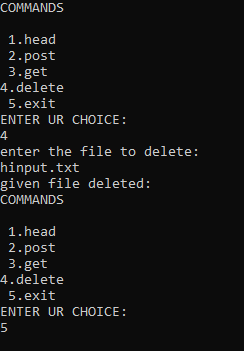 COMMANDS
1.head
2.post
3.get
4.delete
5.exit
ENTER UR CHOICE:
4
enter the file to delete:
hinput.txt
given file deleted:
COMMANDS
1.head
2.post
3.get
4.delete
5.exit
ENTER UR CHOICE:
5